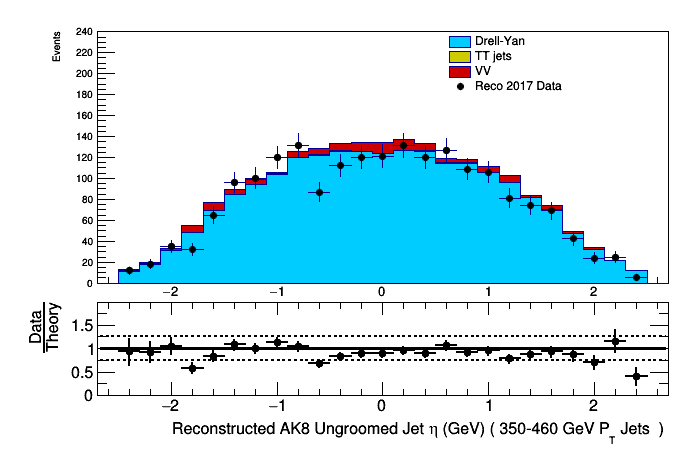 Events
240
220
200
180
160
140
120
100
80
60
40
20
0
Drell-Yan
TT jets
VV
Reco 2017 Data
−2 −1 0 1 2
Data
Theory
1.5
1
0.5
0
−2 −1 0 1 2
Reconstructed AK8 Ungroomed Jet η (GeV) ( 350-460 GeV P_T Jets )